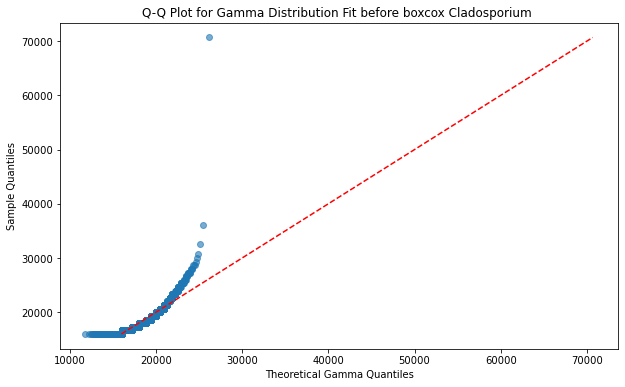 Q-Q Plot for Gamma Distribution Fit before boxcox Cladosporium
70000
60000
50000
40000
30000
20000
Sample Quantiles
10000 20000 30000 40000 50000 60000 70000
Theoretical Gamma Quantiles